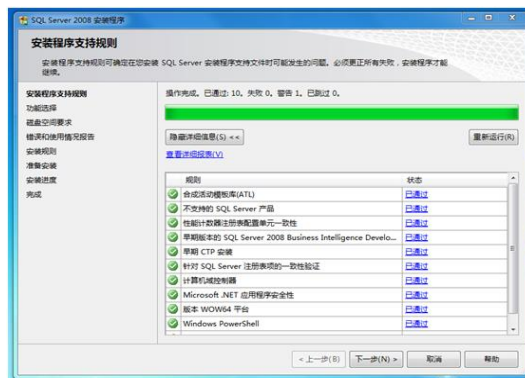 SQL Server 2008 安装程序
安装程序支持规则
安装程序支持规则可确定在您安装 SQL Server 安装程序支持文件时可能发生的问题。必须更正所有失败，安装程序才能
继续。
安装程序支持规则
功能选择
磁盘空间要求
错误和使用情况报告
安装规则
准备安装
安装进度
完成
操作完成。已通过: 10。失败 0。警告 1。已跳过 0。
隐藏详细信息(S) <<
重新运行(R)
查看详细报表(V)
规则 状态
合成活动模板库(ATL) 已通过
不支持的 SQL Server 产品 已通过
性能计数器注册表配置单元一致性 已通过
早期版本的 SQL Server 2008 Business Intelligence Develo... 已通过
早期 CTP 安装 已通过
针对 SQL Server 注册表项的一致性验证 已通过
计算机域控制器 已通过
Microsoft .NET 应用程序安全性 已通过
版本 WOW64 平台 已通过
Windows PowerShell 已通过
< 上一步(B)
下一步(N) >
取消
帮助